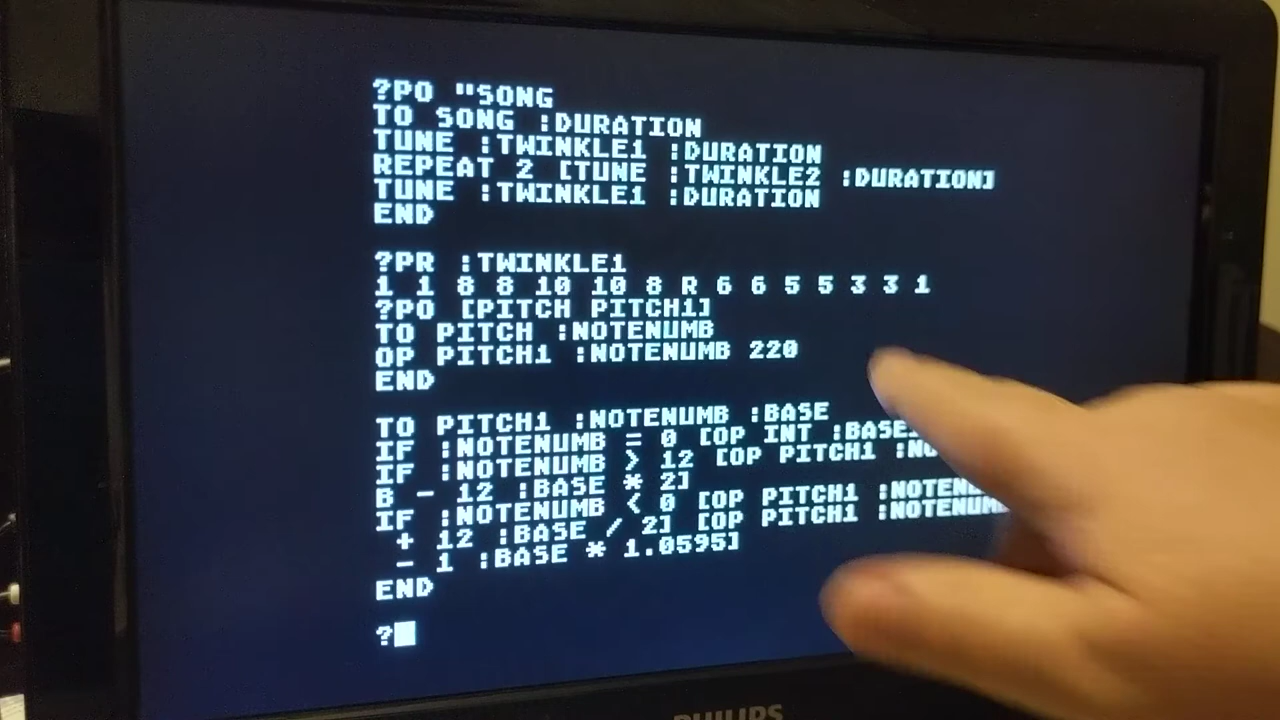 ?PO "SONG
TO SONG :DURATION
TUNE :TWINKLE1 :DURATION
REPEAT 2 [TUNE :TWINKLE2 :DURATION]
TUNE :TWINKLE1 :DURATION
END
?PR :TWINKLE1
1 1 8 8 10 10 8 R 6 6 5 5 3 3 1
?PO [PITCH PITCH1]
TO PITCH :NOTENUMB
OP PITCH1 :NOTENUMB 220
END
TO PITCH1 :NOTENUMB :BASE
IF :NOTENUMB = 0 [OP INT :BASE
IF :NOTENUMB > 12 [OP PITCH1 :NO
B - 12 :BASE * 2]
IF :NOTENUMB < 0 [OP PITCH1 :NOTEN
+ 12 :BASE / 2] [OP PITCH1 :NOTENUM
- 1 :BASE * 1.0595]
END
?
PHILIPS